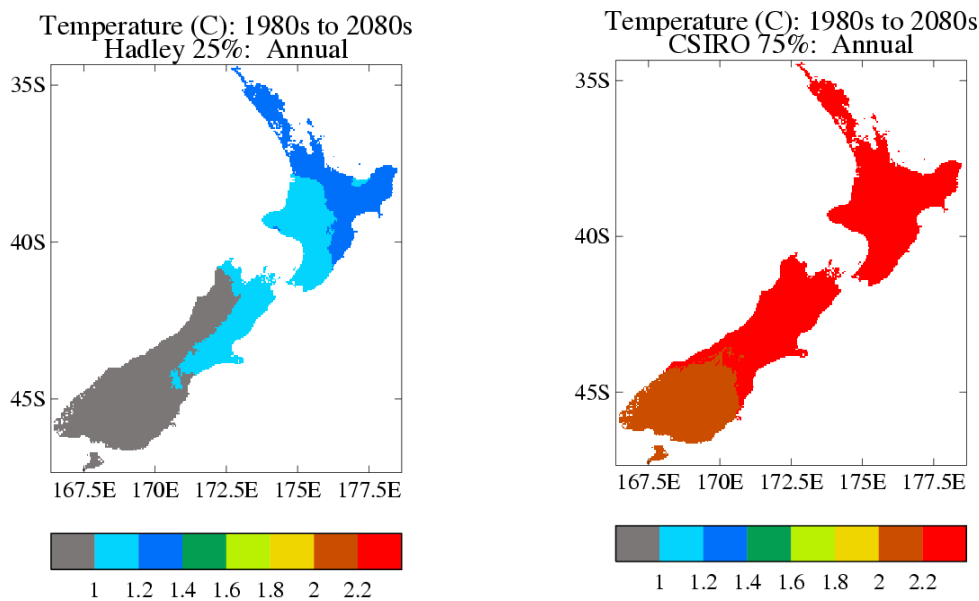 Temperature (C): 1980s to 2080s
Hadley 25%: Annual
35S
40S
45S
167.5E 170E 172.5E 175E 177.5E
1 1.2 1.4 1.6 1.8 2 2.2
Temperature (C): 1980s to 2080s
CSIRO 75%: Annual
35S
40S
45S
167.5E 170E 172.5E 175E 177.5E
1 1.2 1.4 1.6 1.8 2 2.2